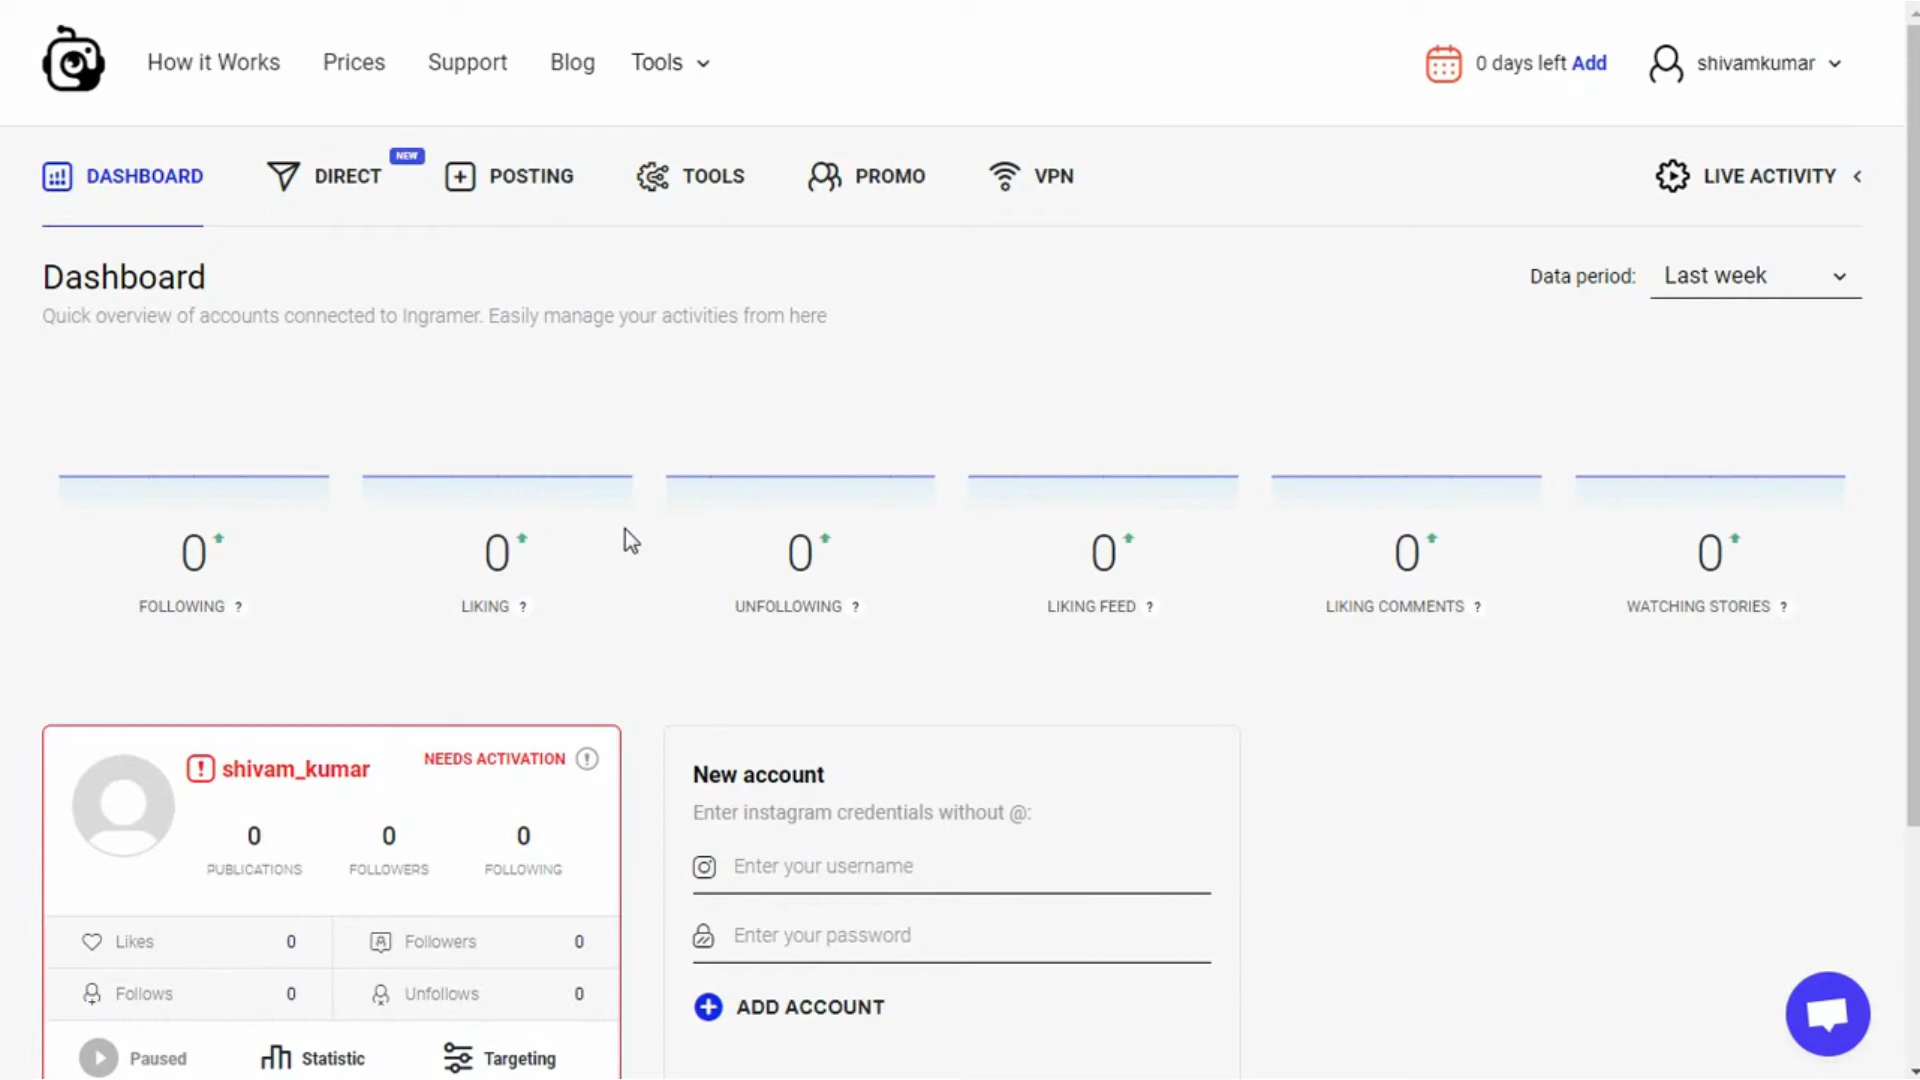 How it Works Prices Support Blog Tools 0 days left Add shivamkumar
NEW
DASHBOARD DIRECT POSTING TOOLS PROMO VPN LIVE ACTIVITY
Dashboard Data period: Last week
Quick overview of accounts connected to Ingramer. Easily manage your activities from here
0 0 0 0 0 0
FOLLOWING ? LIKING ? UNFOLLOWING ? LIKING FEED ? LIKING COMMENTS ? WATCHING STORIES ?
shivam_kumar NEEDS ACTIVATION
0 0 0
PUBLICATIONS FOLLOWERS FOLLOWING
Likes 0 Followers 0
Follows 0 Unfollows 0
Paused Statistic Targeting
New account
Enter instagram credentials without @:
Enter your username
Enter your password
ADD ACCOUNT